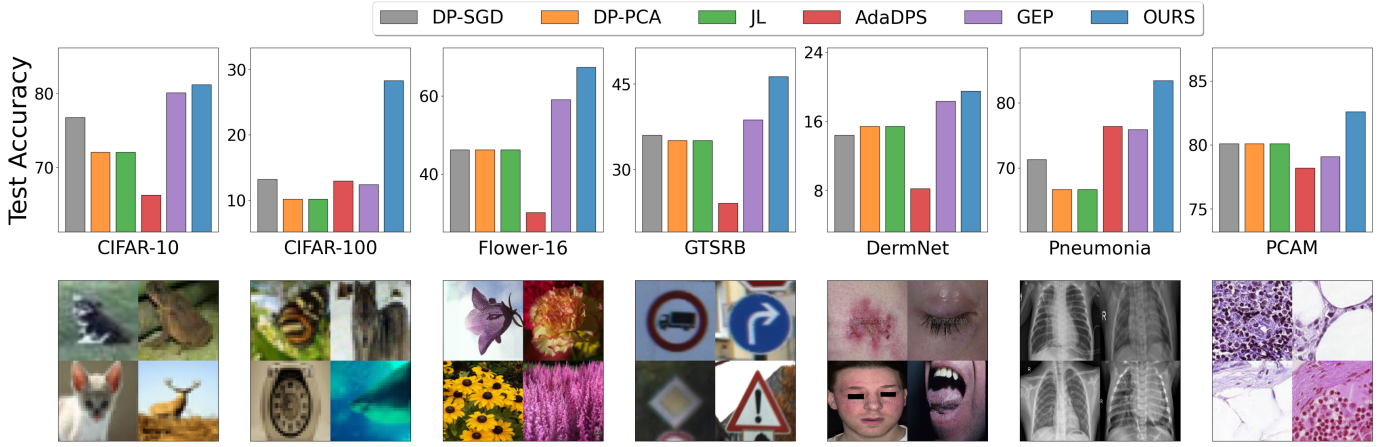 DP-SGD DP-PCA JL AdaDPS GEP OURS
Test Accuracy
80
70
CIFAR-10
30
20
10
CIFAR-100
60
40
Flower-16
45
30
GTSRB
24
16
8
DermNet
80
70
Pneumonia
85
80
75
PCAM
R
R